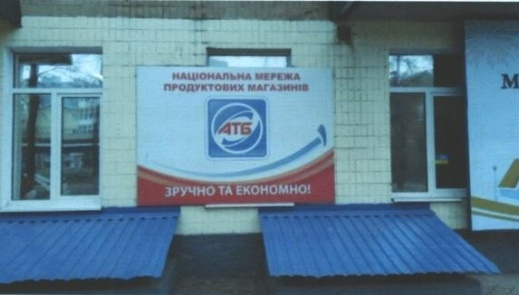 НАЦІОНАЛЬНА МЕРЕЖА
ПРОДУКТОВИХ МАГАЗИНІВ
АТБ
ЗРУЧНО ТА ЕКОНОМНО!
М